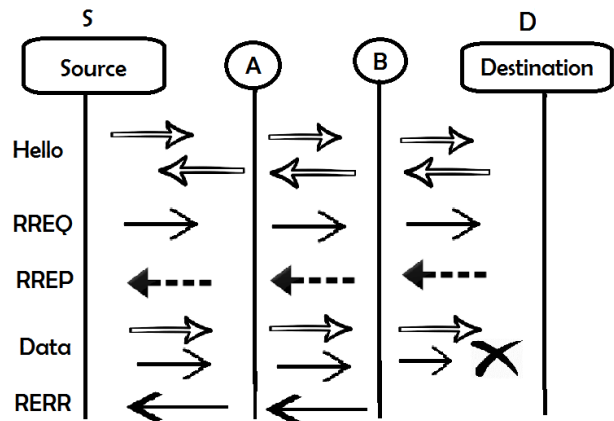 S
D
Source
A
B
Destination
Hello
RREQ
RREP
Data
RERR